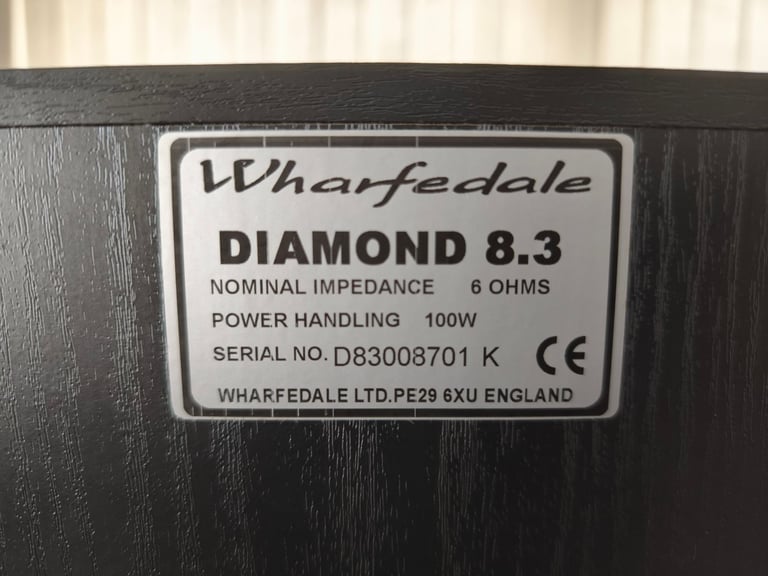 Wharfedale
DIAMOND 8.3
NOMINAL IMPEDANCE 6 OHMS
POWER HANDLING 100W
SERIAL NO. D83008701 K CE
WHARFEDALE LTD.PE29 6XU ENGLAND